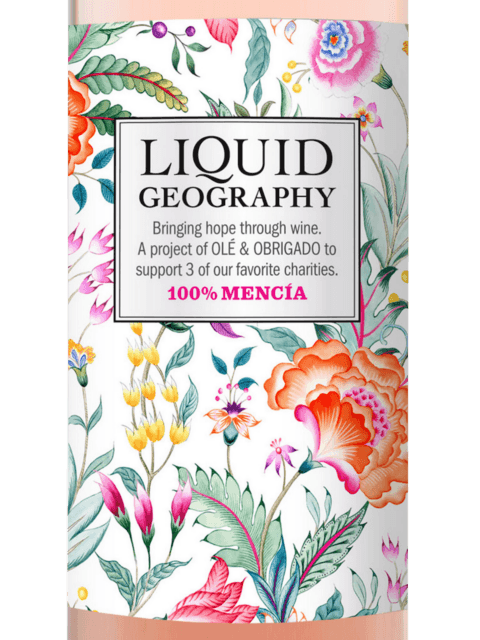 LIQUID
GEOGRAPHY
Bringing hope through wine.
A project of OLÉ & OBRIGADO to
support 3 of our favorite charities.
100% MENCÍA